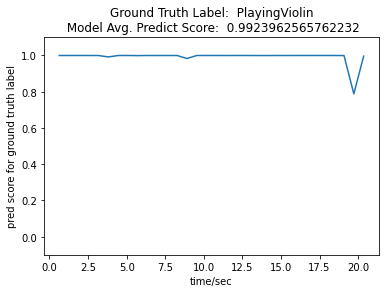 Ground Truth Label:  PlayingViolin
Model Avg. Predict Score:  0.9923962565762232
pred score for ground truth label
1.0
0.8
0.6
0.4
0.2
0.0
0.0 2.5 5.0 7.5 10.0 12.5 15.0 17.5 20.0
time/sec